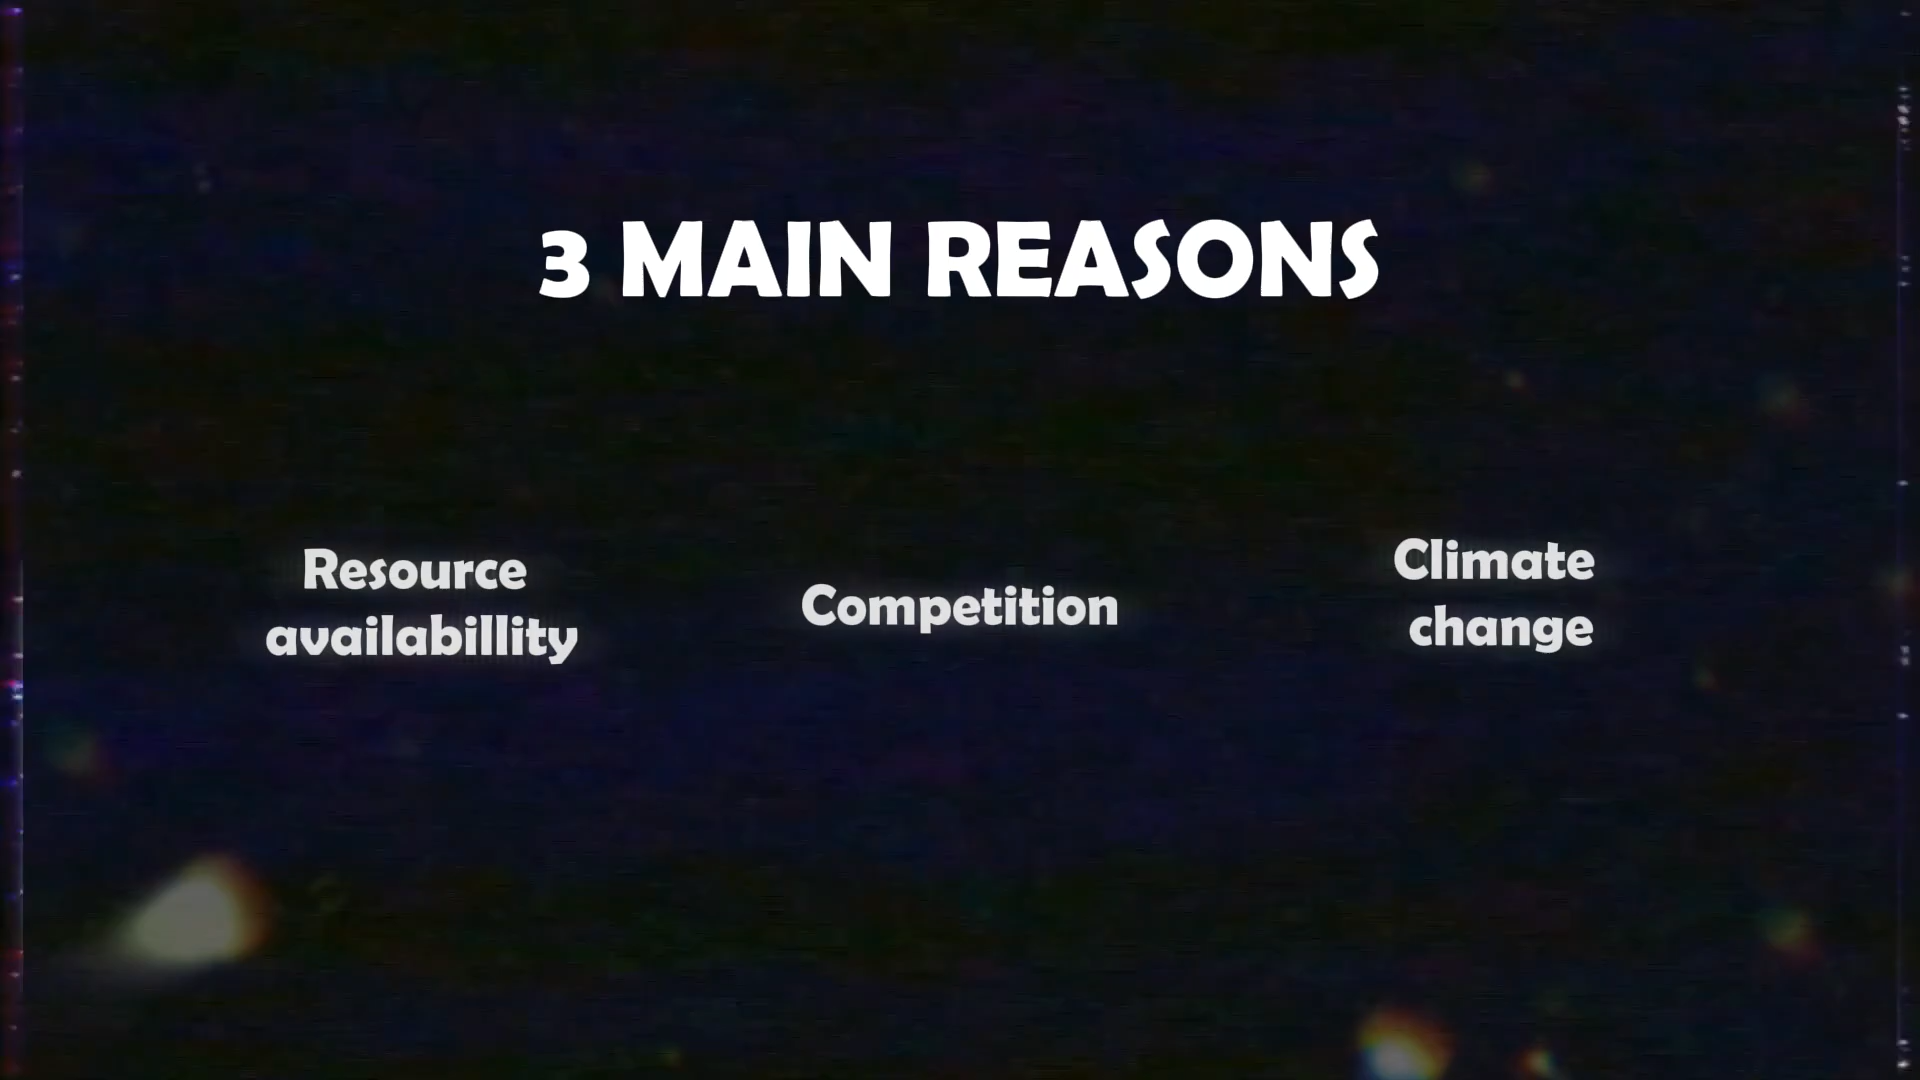 3 MAIN REASONS
Resource
availabillity
Competition
Climate
change